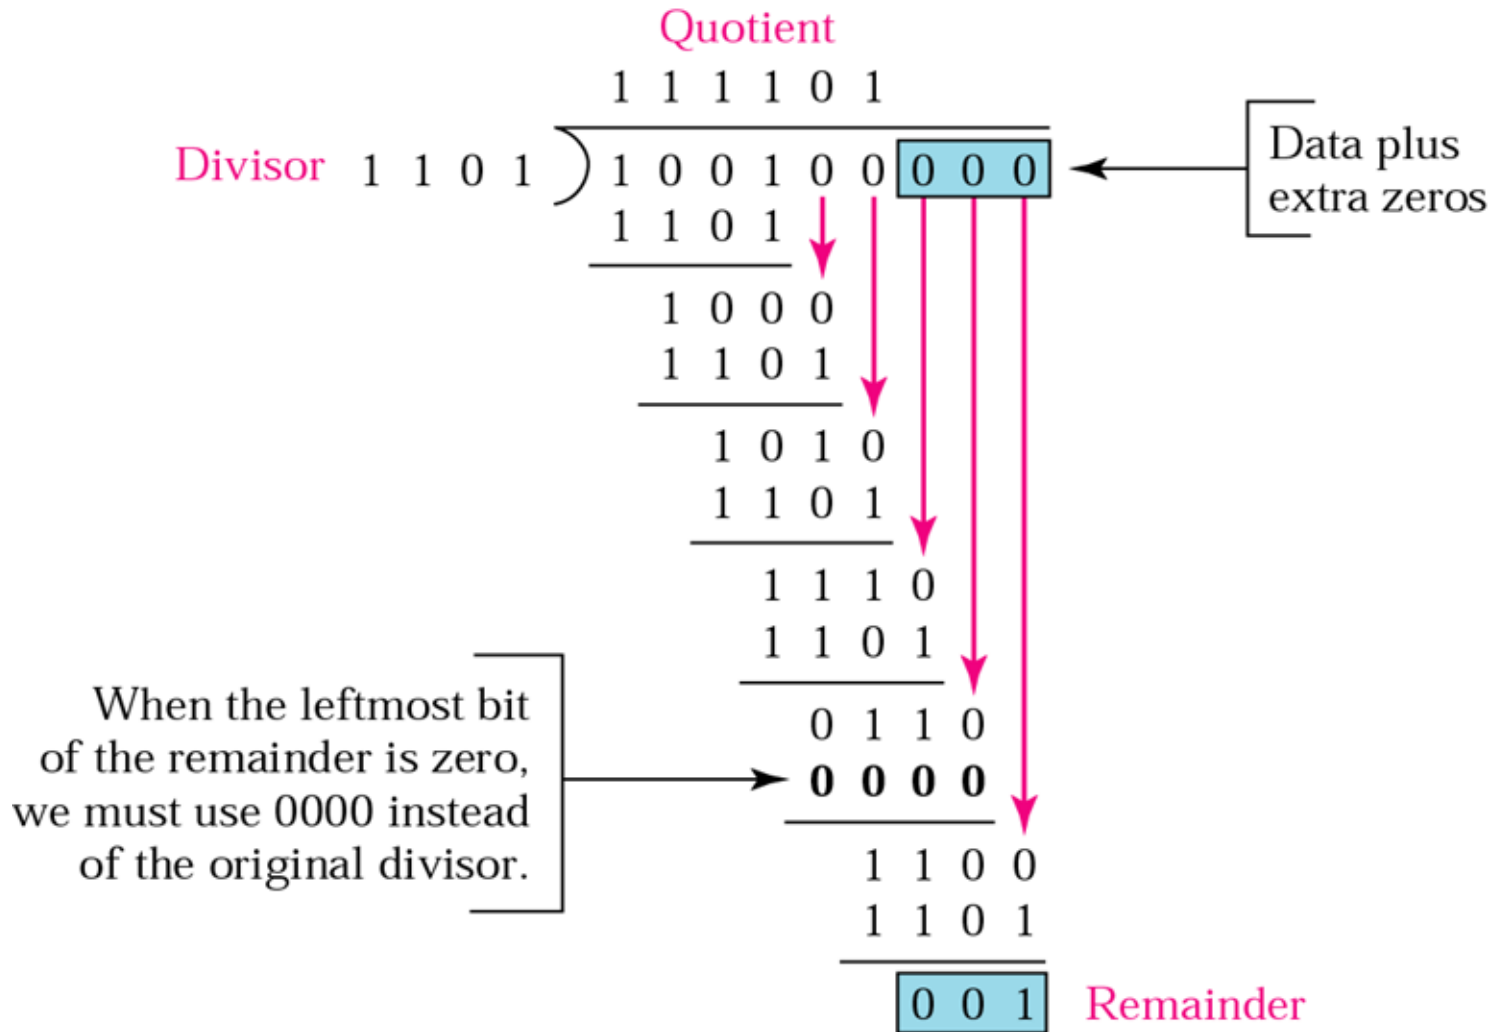 Quotient
1 1 1 1 0 1
Divisor 1 1 0 1 1 0 0 1 0 0 0 0 0
Data plus
extra zeros
1 1 0 1
1 0 0 0
1 1 0 1
1 0 1 0
1 1 0 1
1 1 1 0
1 1 0 1
When the leftmost bit
of the remainder is zero,
we must use 0000 instead
of the original divisor.
0 1 1 0
0 0 0 0
1 1 0 0
1 1 0 1
0 0 1 Remainder